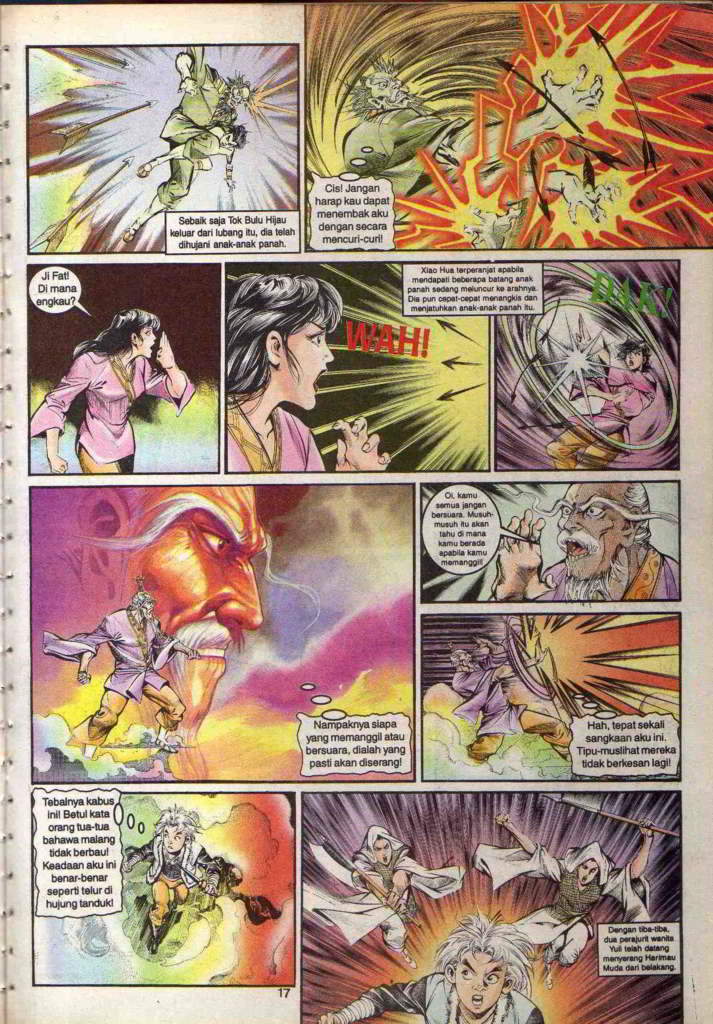 Sebaik saja Tok Bulu Hijau
keluar dari lubang itu, dia telah
dihujani anak-anak panah.
Cis! Jangan
harap kau dapat
menembak aku
dengan secara
mencuri-curi!
Ji Fat!
Di mana
engkau?
WAH!
Xiao Hua terperanjat apabila
mendapati beberapa batang anak
panah sedang meluncur ke arahnya.
Dia pun cepat-cepat menangkis dan
menjatuhkan anak-anak panah itu.
Nampaknya siapa
yang memanggil atau
bersuara, dialah yang
pasti akan diserang!
Oi, kamu
semua jangan
bersuara. Musuh-
musuh itu akan
tahu di mana
kamu berada
apabila kamu
memanggil!
Hah, tepat sekali
sangkaan aku ini.
Tipu-muslihat mereka
tidak berkesan lagi!
Tebalnya kabus
ini! Betul kata
orang tua-tua
bahawa malang
tidak berbau!
Keadaan aku ini
benar-benar
seperti telur di
hujung tanduk!
Dengan tiba-tiba,
dua perajurit wanita
Yuli telah datang
menyerang Harimau
Muda dari belakang.
17